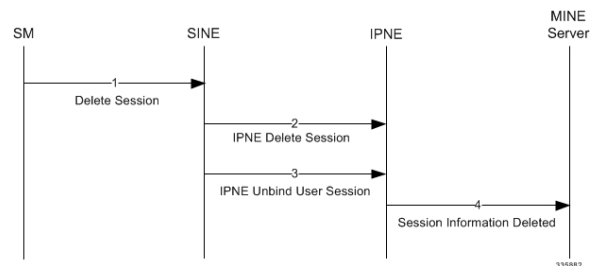 MINE
SM SINE IPNE Server
1
Delete Session
2
IPNE Delete Session
3
IPNE Unbind User Session
4
Session Information Deleted
335882